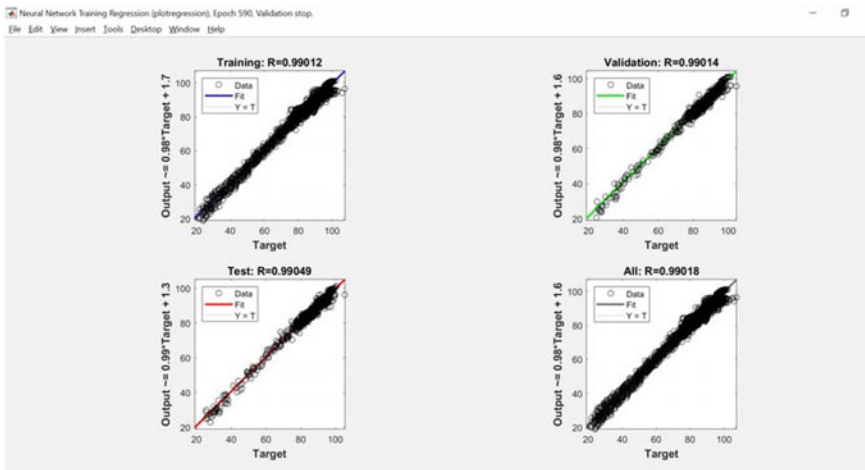 Neural Network Training Regression (plotregression), Epoch 590, Validation stop.
File Edit View Insert Tools Desktop Window Help
Training: R=0.99012
Output ~= 0.98*Target + 1.7
100
80
60
40
20
Data
Fit
Y = T
20 40 60 80 100
Target
Validation: R=0.99014
Output ~= 0.98*Target + 1.6
100
80
60
40
20
Data
Fit
Y = T
20 40 60 80 100
Target
Test: R=0.99049
Output ~= 0.99*Target + 1.3
100
80
60
40
20
Data
Fit
Y = T
20 40 60 80 100
Target
All: R=0.99018
Output ~= 0.98*Target + 1.6
100
80
60
40
20
Data
Fit
Y = T
20 40 60 80 100
Target